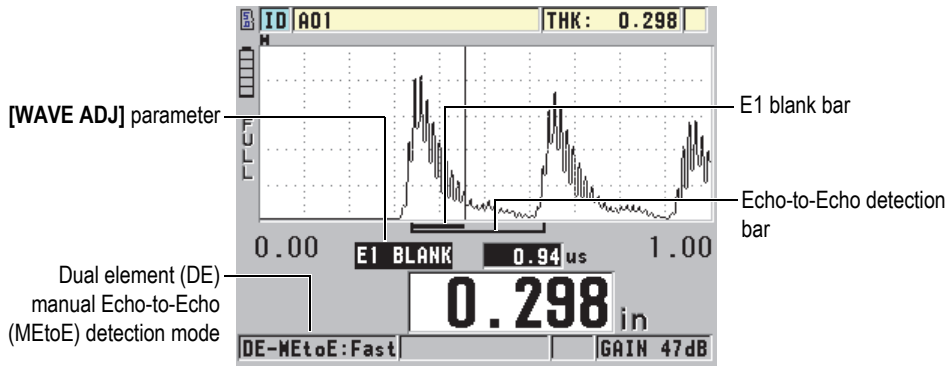 ID A01 THK: 0.298
FULL
[WAVE ADJ] parameter
E1 blank bar
Echo-to-Echo detection
bar
0.00 E1 BLANK 0.94 us 1.00
Dual element (DE)
manual Echo-to-Echo
(MEtoE) detection mode
0.298 in
DE-MEtoE:Fast GAIN 47dB